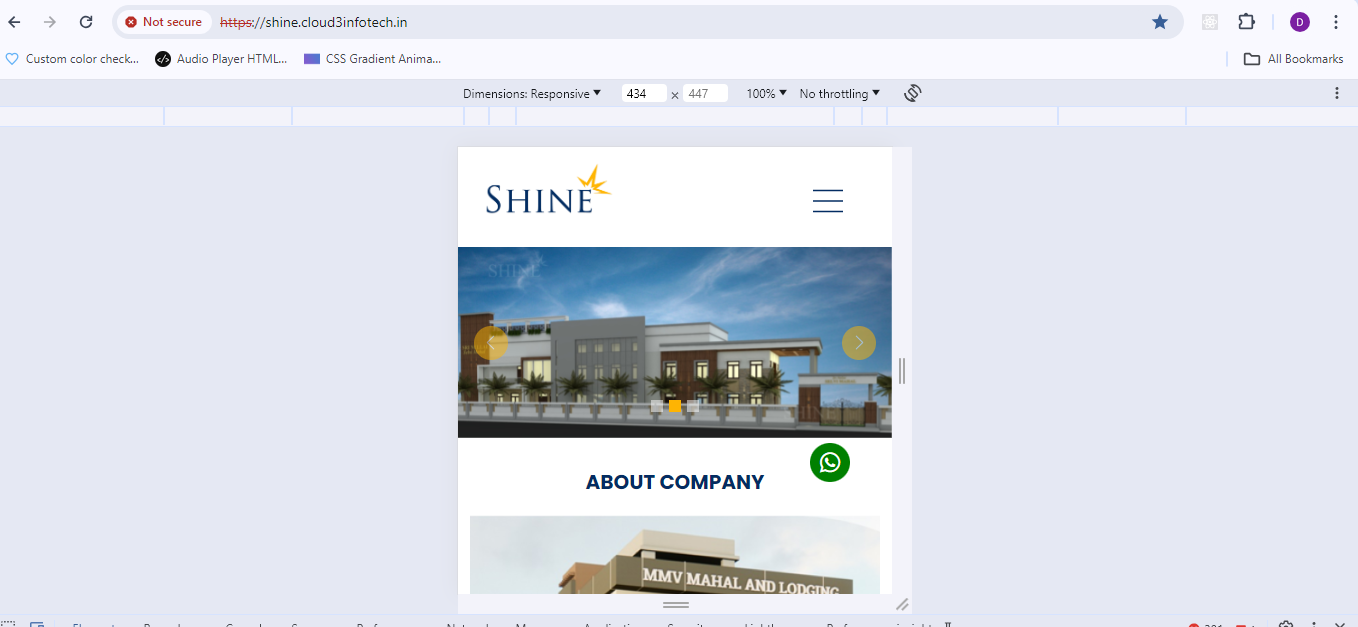 Not secure https://shine.cloud3infotech.in D
Custom color check... </> Audio Player HTML... CSS Gradient Anima... All Bookmarks
Dimensions: Responsive 434 × 447 100% No throttling
SHINE
SHINE
ABOUT COMPANY
MMV MAHAL AND LODGING